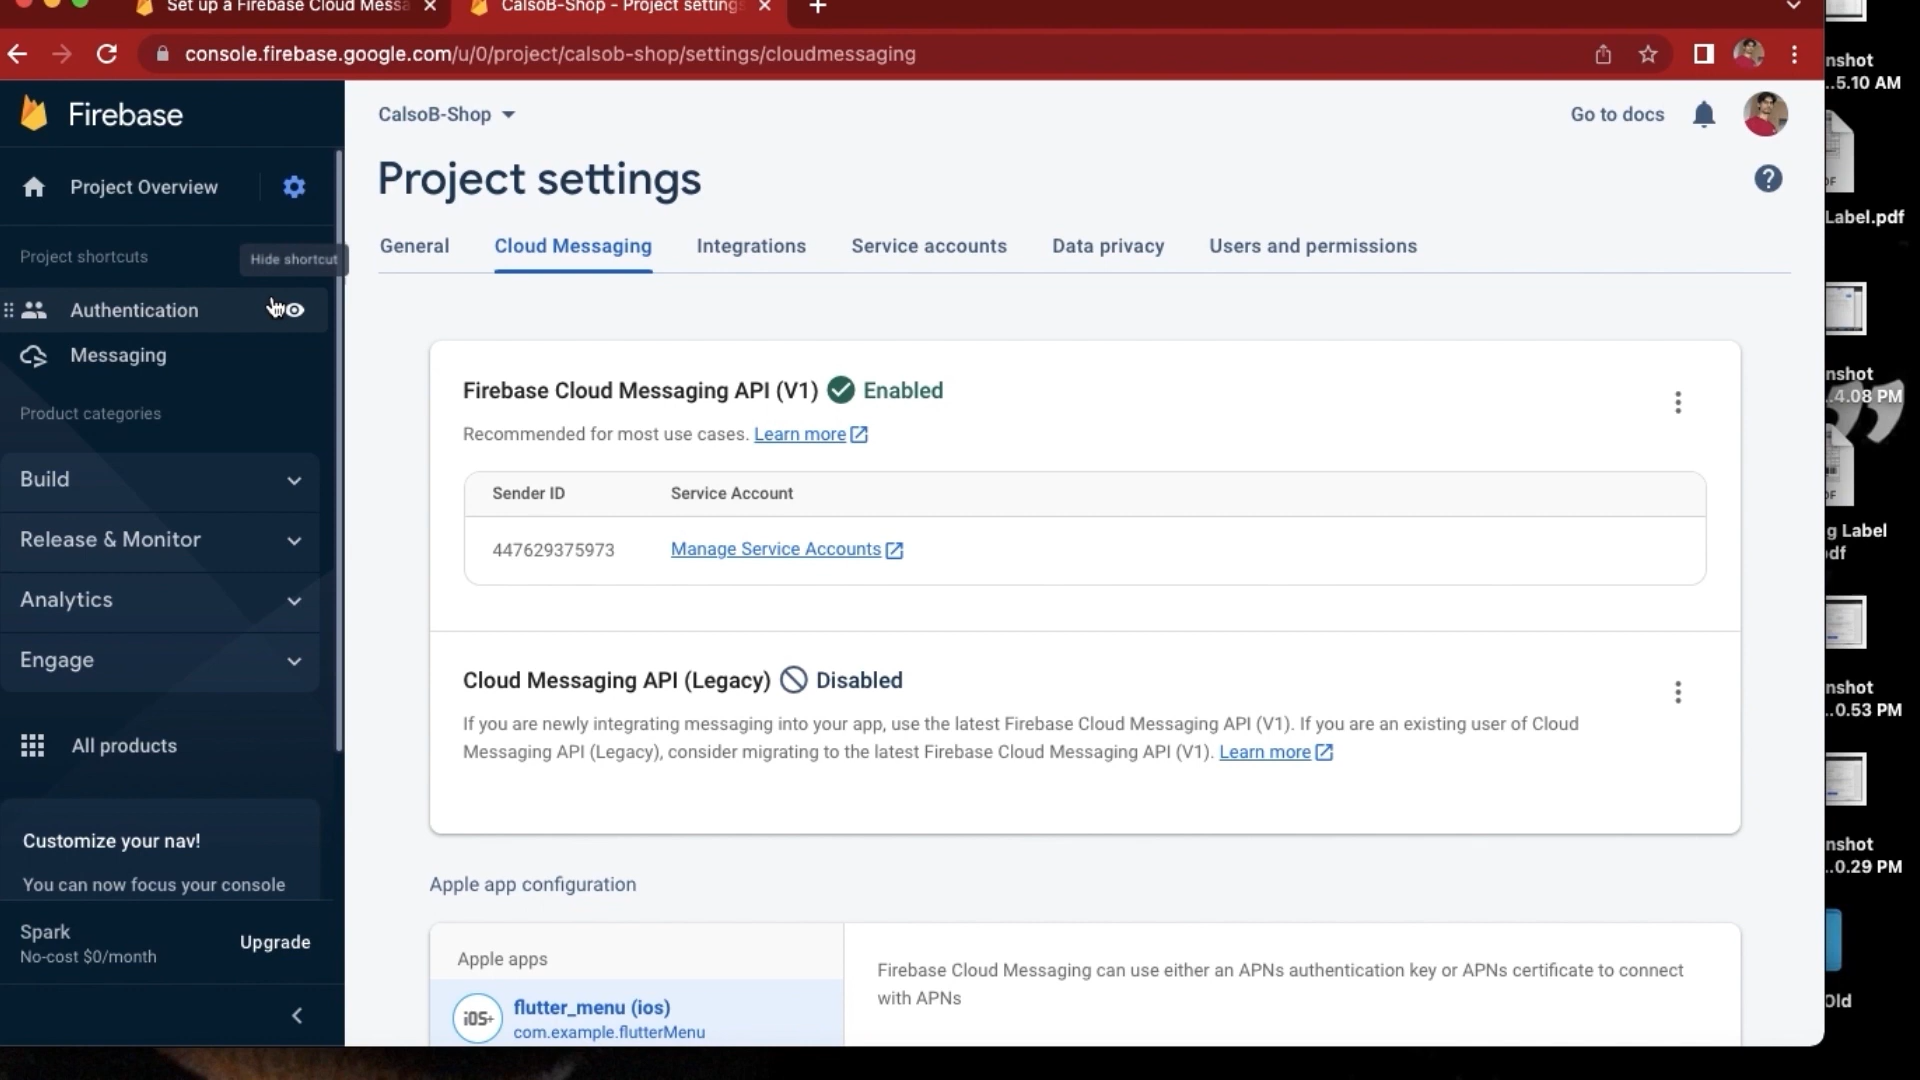 Set up a Firebase Cloud Messa
CalsoB-Shop - Project settings
console.firebase.google.com/u/0/project/calsob-shop/settings/cloudmessaging
Firebase
CalsoB-Shop
Go to docs
Project Overview
Project settings
Project shortcuts
Hide shortcut
General
Cloud Messaging
Integrations
Service accounts
Data privacy
Users and permissions
Authentication
Messaging
Product categories
Build
Release & Monitor
Analytics
Engage
All products
Customize your nav!
You can now focus your console
Spark
No-cost $0/month
Upgrade
Firebase Cloud Messaging API (V1) Enabled
Recommended for most use cases. Learn more
Sender ID
Service Account
447629375973
Manage Service Accounts
Cloud Messaging API (Legacy) Disabled
If you are newly integrating messaging into your app, use the latest Firebase Cloud Messaging API (V1). If you are an existing user of Cloud
Messaging API (Legacy), consider migrating to the latest Firebase Cloud Messaging API (V1). Learn more
Apple app configuration
Apple apps
iOS+
flutter_menu (ios)
com.example.flutterMenu
Firebase Cloud Messaging can use either an APNs authentication key or APNs certificate to connect
with APNs
nshot
..5.10 AM
Label.pdf
nshot
..4.08 PM
g Label
df
nshot
..0.53 PM
nshot
..0.29 PM
Old